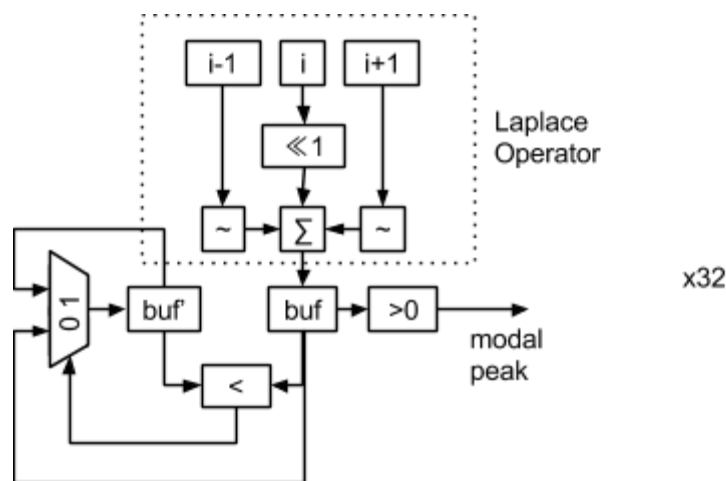 i-1 i i+1
≪1
Laplace
Operator
~ ∑ ~
x32
0 1 buf' buf >0
modal
peak
<